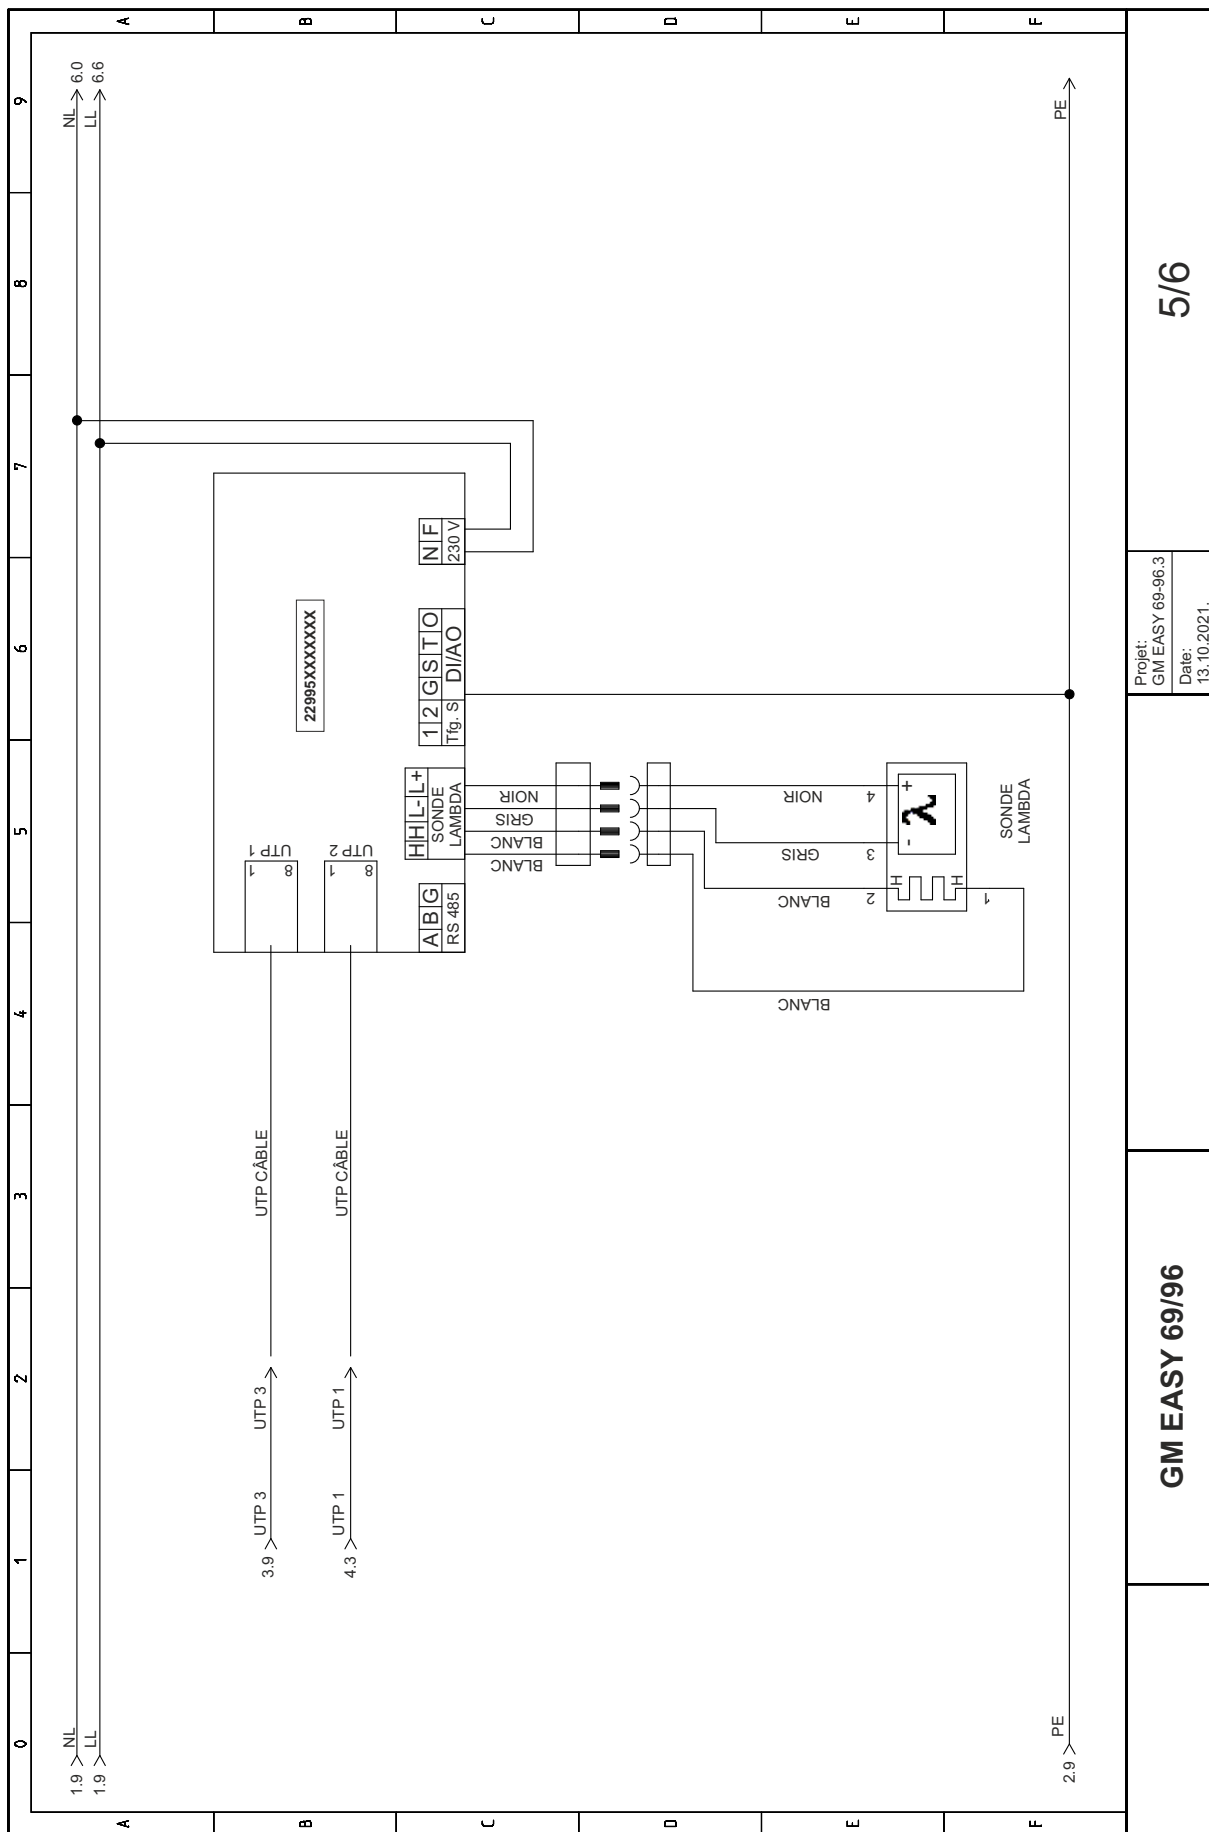 0 1 2 3 4 5 6 7 8 9
A A
B B
C C
D D
E E
F F
1.9 NL
NL 6.0
1.9 LL
LL 6.6
3.9 UTP 3
UTP 3
UTP CÂBLE
4.3 UTP 1
UTP 1
UTP CÂBLE
1 8
UTP 1
1 8
UTP 2
22995XXXXXXX
A B G
RS 485
H H L- L+
SONDE
LAMBDA
1 2 G S T O
Tfg. S DI/AO
N F
230 V
BLANC
BLANC
GRIS
NOIR
BLANC
BLANC
GRIS
NOIR
1
2
3
4
H
H
-
+
λ
SONDE
LAMBDA
2.9 PE
PE
GM EASY 69/96
Projet:
GM EASY 69-96.3
Date:
13.10.2021.
5/6